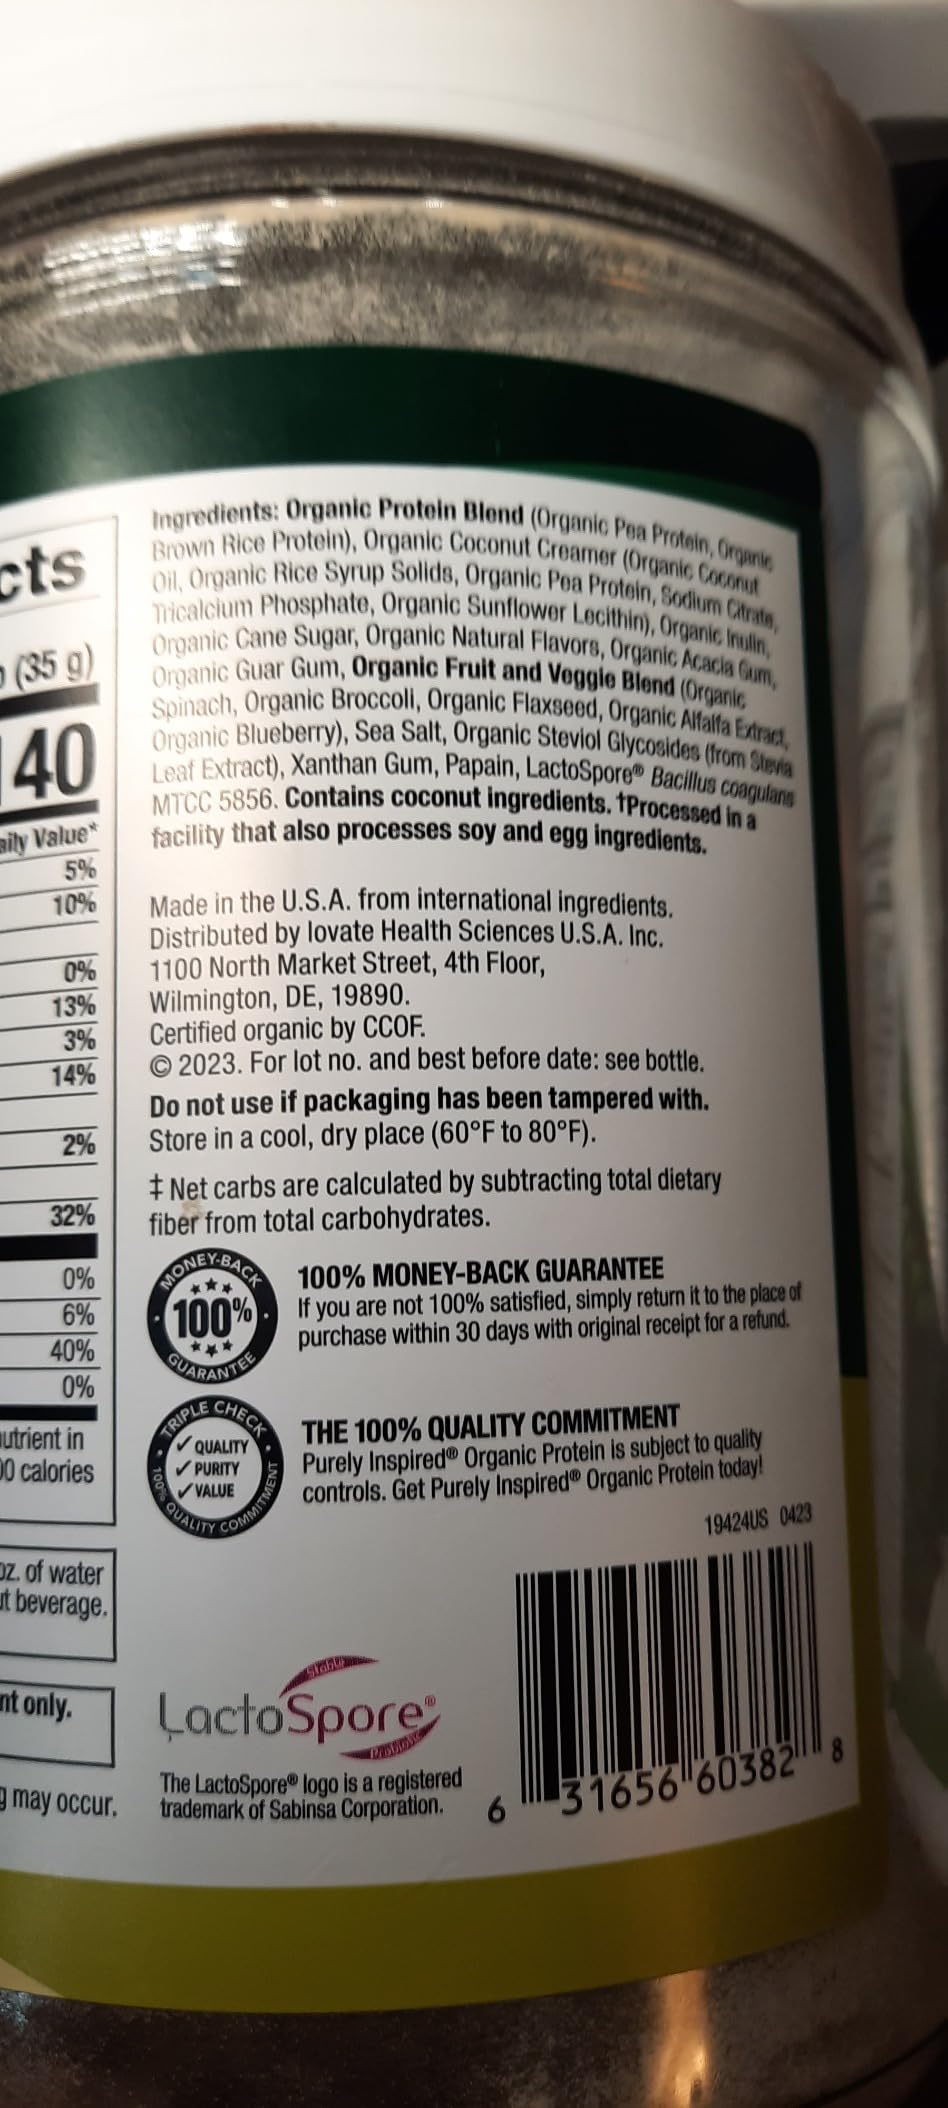 cts
(35 g)
140
aily Value*
5%
10%
0%
13%
3%
14%
2%
32%
0%
6%
40%
0%
utrient in
00 calories
oz. of water
ut beverage.
nt only.
g may occur.
Ingredients: Organic Protein Blend (Organic Pea Protein, Organic
Brown Rice Protein), Organic Coconut Creamer (Organic Coconut
Oil, Organic Rice Syrup Solids, Organic Pea Protein, Sodium Citrate,
Tricalcium Phosphate, Organic Sunflower Lecithin), Organic Inulin,
Organic Cane Sugar, Organic Natural Flavors, Organic Acacia Gum,
Organic Guar Gum, Organic Fruit and Veggie Blend (Organic
Spinach, Organic Broccoli, Organic Flaxseed, Organic Alfalfa Extract,
Organic Blueberry), Sea Salt, Organic Steviol Glycosides (from Stevia
Leaf Extract), Xanthan Gum, Papain, LactoSpore® Bacillus coagulans
MTCC 5856. Contains coconut ingredients. †Processed in a
facility that also processes soy and egg ingredients.
Made in the U.S.A. from international ingredients.
Distributed by Iovate Health Sciences U.S.A. Inc.
1100 North Market Street, 4th Floor,
Wilmington, DE, 19890.
Certified organic by CCOF.
© 2023. For lot no. and best before date: see bottle.
Do not use if packaging has been tampered with.
Store in a cool, dry place (60°F to 80°F).
‡ Net carbs are calculated by subtracting total dietary
fiber from total carbohydrates.
MONEY-BACK
100%
GUARANTEE
100% MONEY-BACK GUARANTEE
If you are not 100% satisfied, simply return it to the place of
purchase within 30 days with original receipt for a refund.
TRIPLE CHECK
✓ QUALITY
✓ PURITY
✓ VALUE
100% QUALITY COMMITMENT
THE 100% QUALITY COMMITMENT
Purely Inspired® Organic Protein is subject to quality
controls. Get Purely Inspired® Organic Protein today!
19424US 0423
Stable
LactoSpore®
Probiotic
The LactoSpore® logo is a registered
trademark of Sabinsa Corporation.
6 31656 60382 8